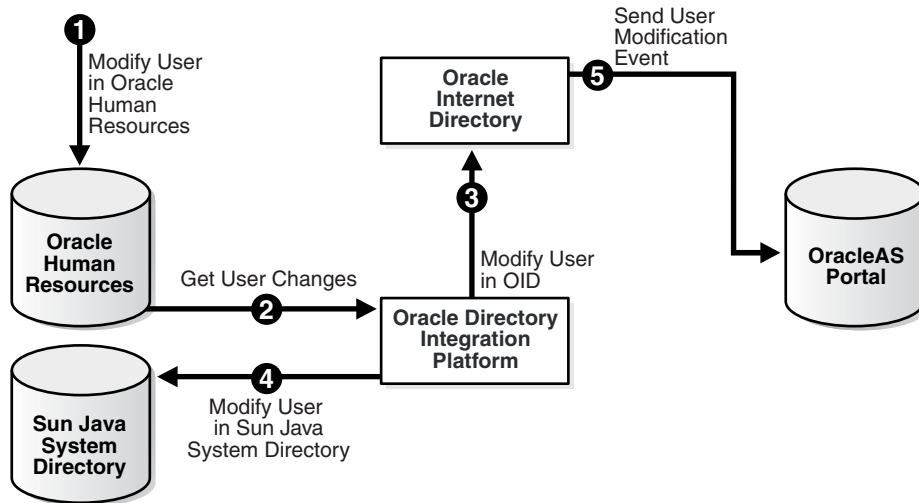 1
Modify User
in Oracle
Human
Resources
Oracle
Human
Resources
Get User Changes
2
Oracle Directory
Integration
Platform
3
Modify User
in OID
Oracle
Internet
Directory
4
Modify User
in Sun Java
System Directory
Sun Java
System
Directory
Send User
Modification
Event
5
OracleAS
Portal